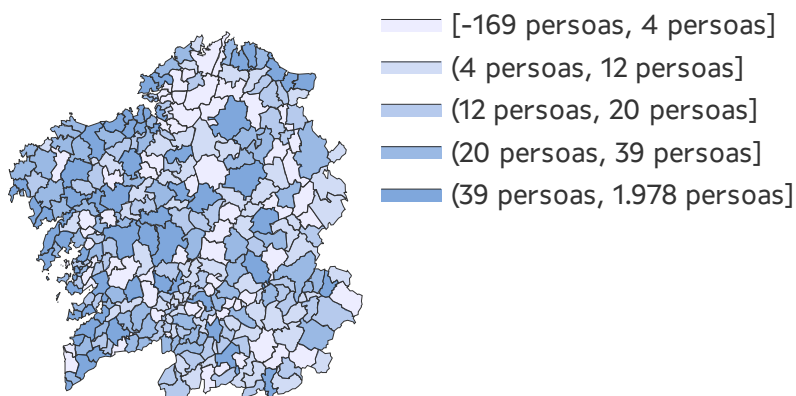 [-169 persoas, 4 persoas]
(4 persoas, 12 persoas]
(12 persoas, 20 persoas]
(20 persoas, 39 persoas]
(39 persoas, 1.978 persoas]